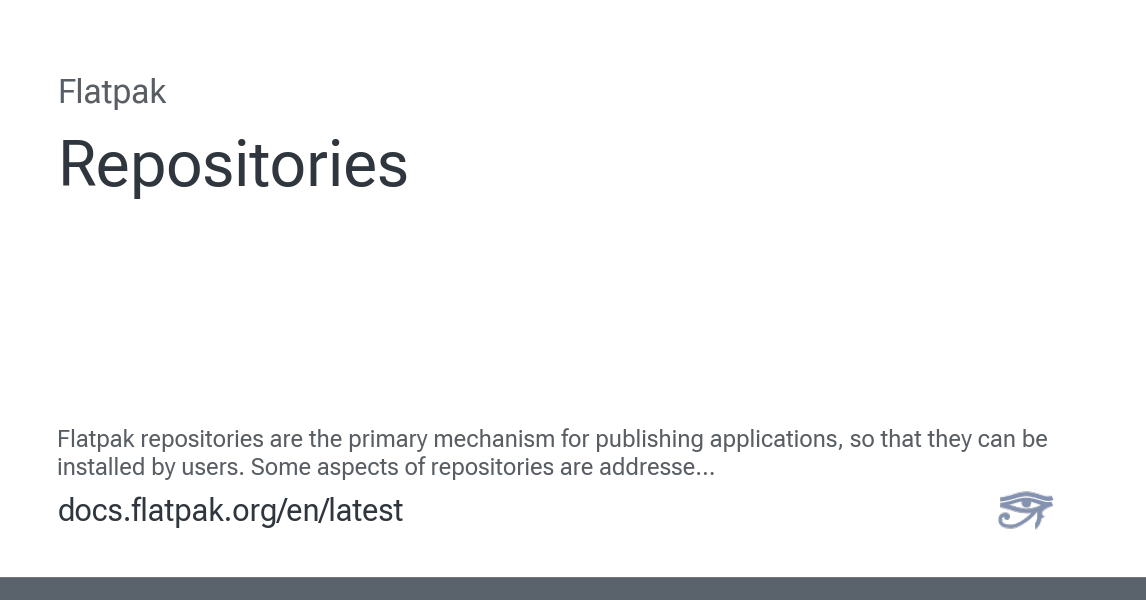 Flatpak
Repositories
Flatpak repositories are the primary mechanism for publishing applications, so that they can be
installed by users. Some aspects of repositories are addresse...
docs.flatpak.org/en/latest